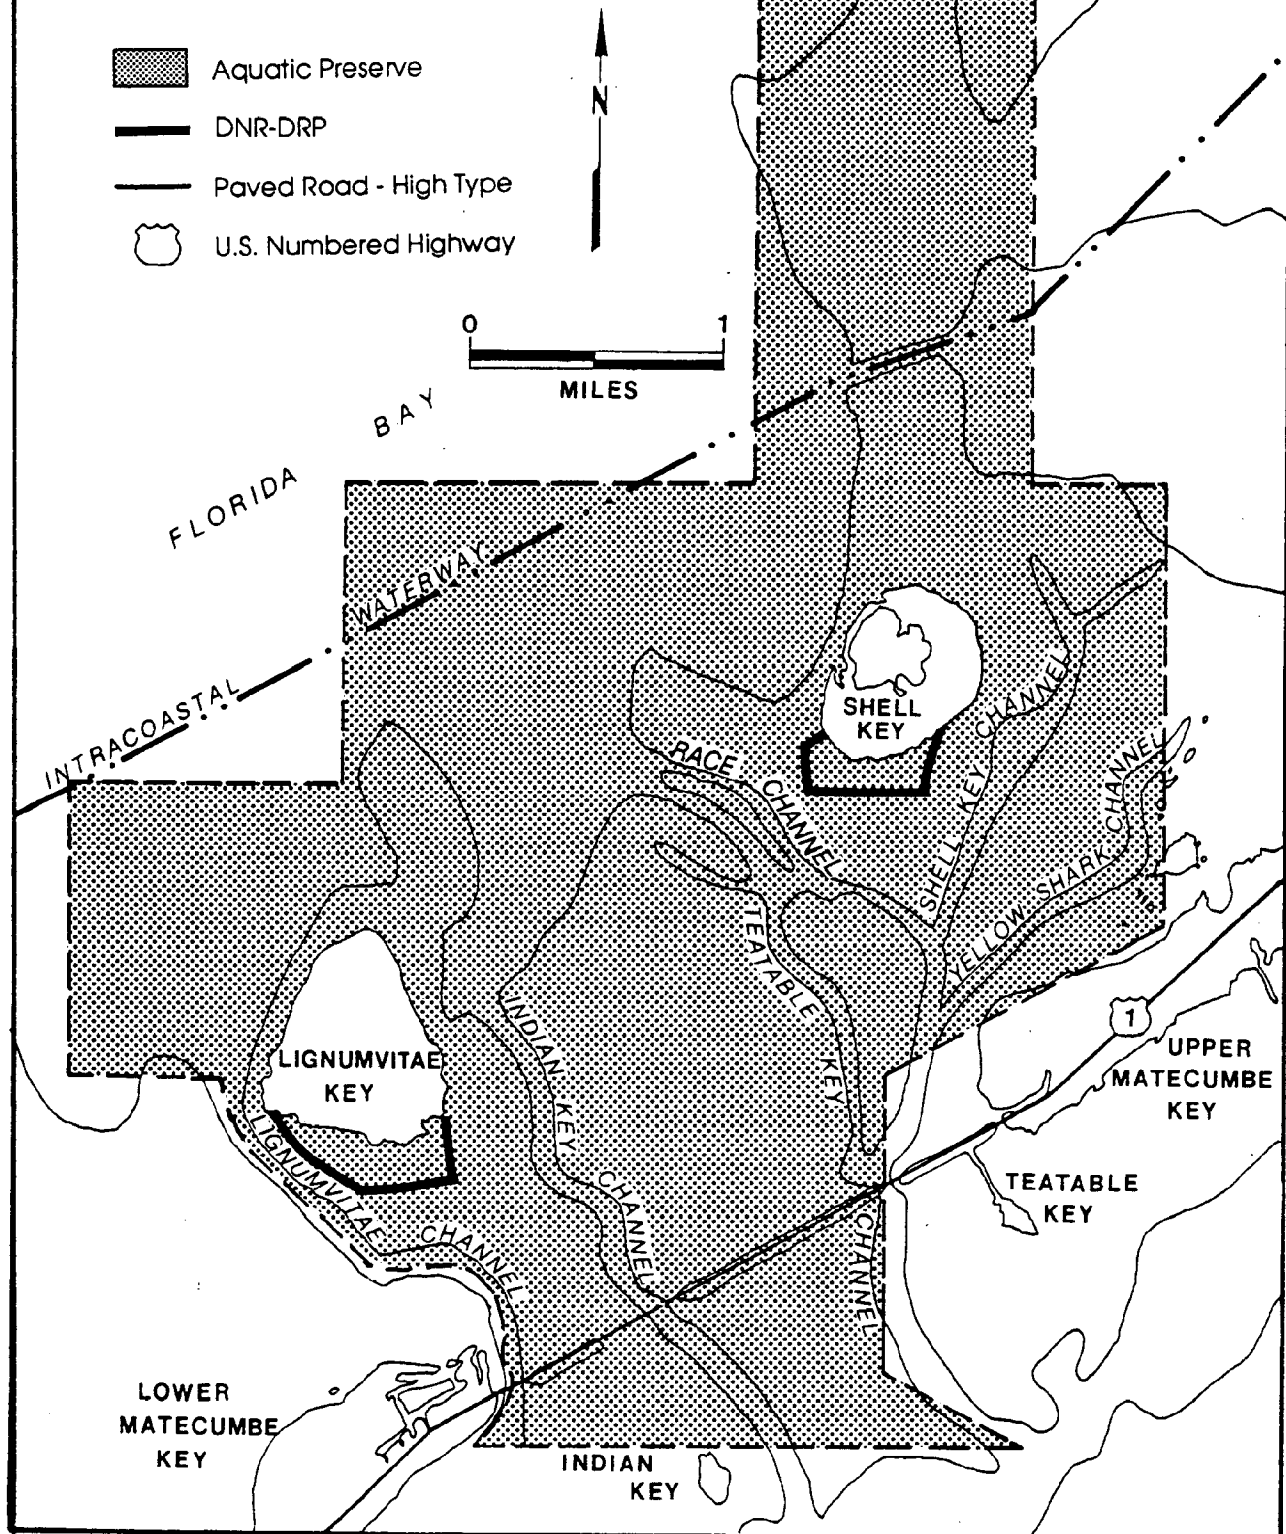 Aquatic Preserve
DNR-DRP
Paved Road - High Type
U.S. Numbered Highway
N
0 1
MILES
FLORIDA BAY
INTRACOASTAL WATERWAY
SHELL
KEY
RACE CHANNEL
SHELL KEY CHANNEL
YELLOW SHARK CHANNEL
TEATABLE KEY CHANNEL
INDIAN KEY CHANNEL
LIGNUMVITAE
KEY
LIGNUMVITAE CHANNEL
1
UPPER
MATECUMBE
KEY
TEATABLE
KEY
LOWER
MATECUMBE
KEY
INDIAN
KEY